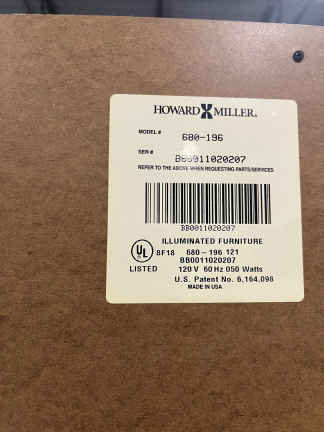 HOWARD MILLER.
MODEL # 680-196
SER # BB0011020207
REFER TO THE ABOVE WHEN REQUESTING PARTS/SERVICES
BB0011020207
ILLUMINATED FURNITURE
UL 8F18 680-196 121
BB0011020207
LISTED 120 V 60 Hz 050 Watts
U.S. Patent No. 6,164,098
MADE IN USA